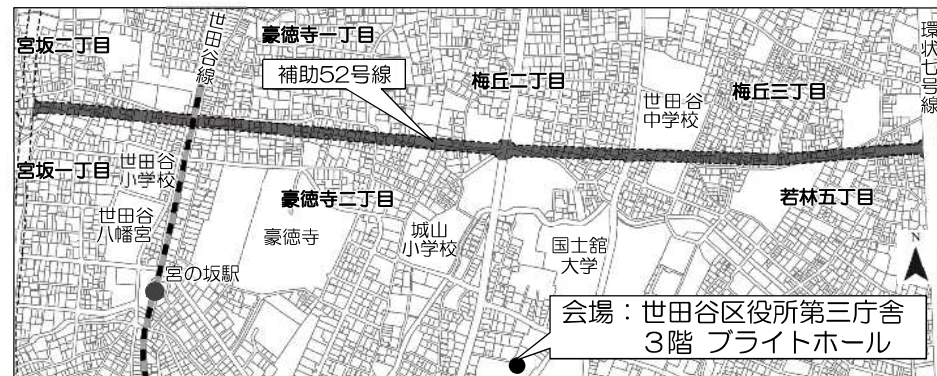 宮坂二丁目
世田谷線
豪徳寺一丁目
補助52号線
梅丘二丁目
世田谷
中学校
梅丘三丁目
環状七号線
宮坂一丁目
世田谷
小学校
世田谷
八幡宮
豪徳寺二丁目
豪徳寺
城山
小学校
国士舘
大学
若林五丁目
N
宮の坂駅
会場：世田谷区役所第三庁舎
３階 ブライトホール